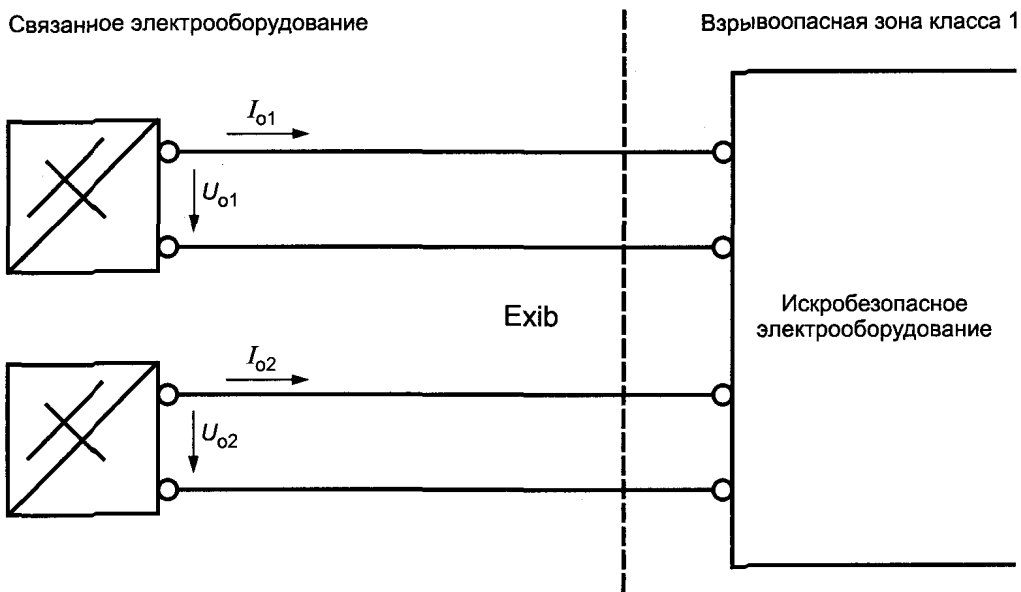 Связанное электрооборудование
Взрывоопасная зона класса 1
Io1
Uo1
Exib
Искробезопасное
электрооборудование
Io2
Uo2